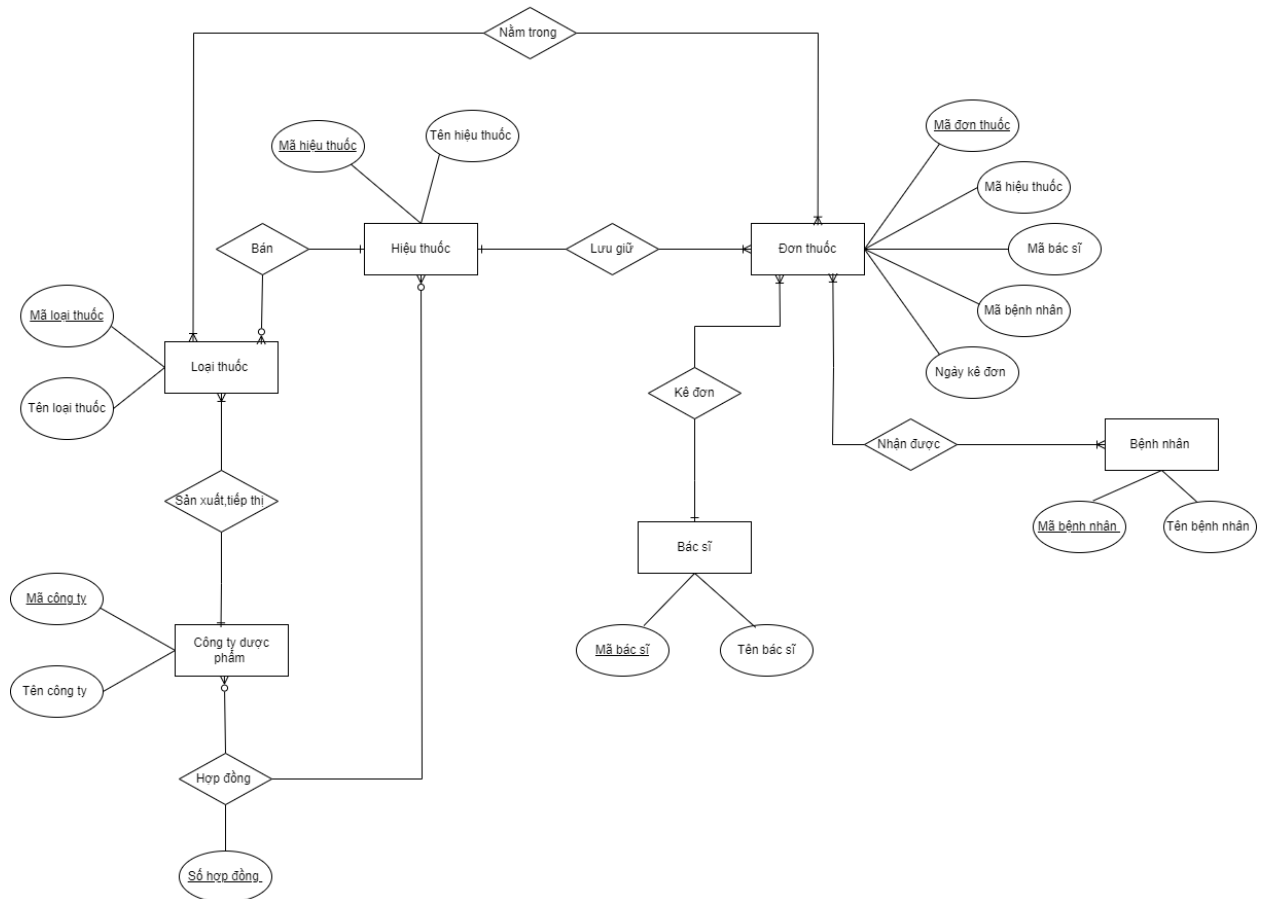 Nằm trong
Mã đơn thuốc
Tên hiệu thuốc
Mã hiệu thuốc
Mã hiệu thuốc
Bán
Hiệu thuốc
Lưu giữ
Đơn thuốc
Mã bác sĩ
Mã loại thuốc
Mã bệnh nhân
Loại thuốc
Ngày kê đơn
Kê đơn
Tên loại thuốc
Nhận được
Bệnh nhân
Sản xuất,tiếp thị
Mã bệnh nhân
Tên bệnh nhân
Bác sĩ
Mã công ty
Công ty dược
phẩm
Mã bác sĩ
Tên bác sĩ
Tên công ty
Hợp đồng
Số hợp đồng